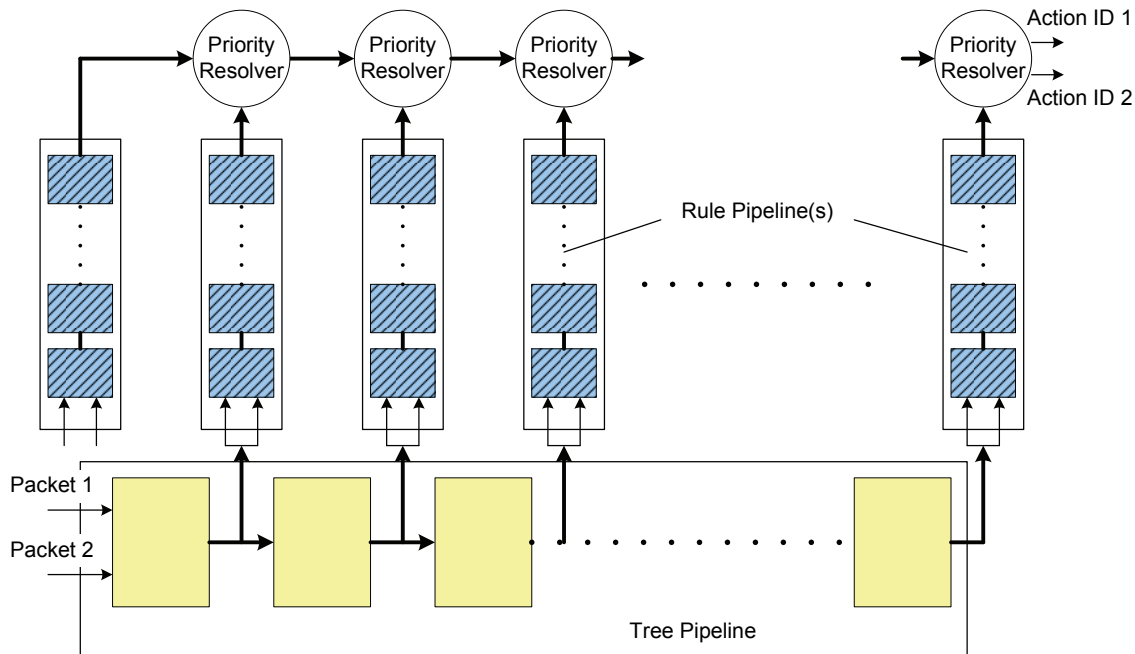 Priority
Resolver
Priority
Resolver
Priority
Resolver
Priority
Resolver
Action ID 1
Action ID 2
Rule Pipeline(s)
Packet 1
Packet 2
Tree Pipeline